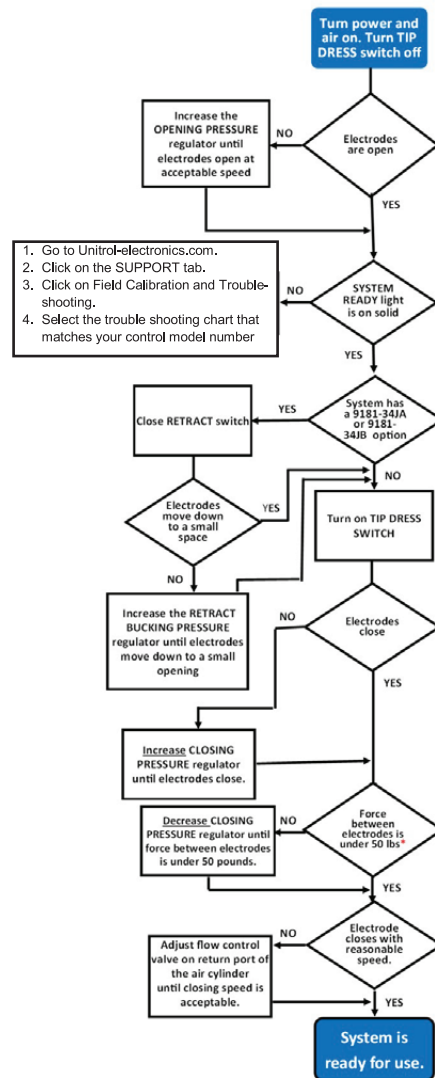 Turn power and
air on. Turn TIP
DRESS switch off
Increase the
OPENING PRESSURE
regulator until
electrodes open at
acceptable speed
NO
Electrodes
are open
YES
1. Go to Unitrol-electronics.com.
2. Click on the SUPPORT tab.
3. Click on Field Calibration and Trouble-
shooting.
4. Select the trouble shooting chart that
matches your control model number
NO
SYSTEM
READY light
is on solid
YES
System has
a 9181-34JA
or 9181-
34JB option
YES
Close RETRACT switch
NO
Electrodes
move down
to a small
space
YES
Turn on TIP DRESS
SWITCH
NO
Increase the RETRACT
BUCKING PRESSURE
regulator until electrodes
move down to a small
opening
NO
Electrodes
close
YES
Increase CLOSING
PRESSURE regulator
until electrodes close.
Decrease CLOSING
PRESSURE regulator until
force between electrodes
is under 50 pounds.
NO
Force
between
electrodes is
under 50 lbs*
YES
Electrode
closes with
reasonable
speed.
NO
Adjust flow control
valve on return port of
the air cylinder
until closing speed is
acceptable.
YES
System is
ready for use.